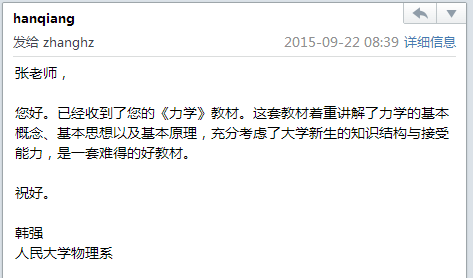 hanqiang
发给 zhanghz 2015-09-22 08:39 详细信息
张老师，
您好。已经收到了您的《力学》教材。这套教材着重讲解了力学的基本
概念、基本思想以及基本原理，充分考虑了大学新生的知识结构与接受
能力，是一套难得的好教材。
祝好。
韩强
人民大学物理系